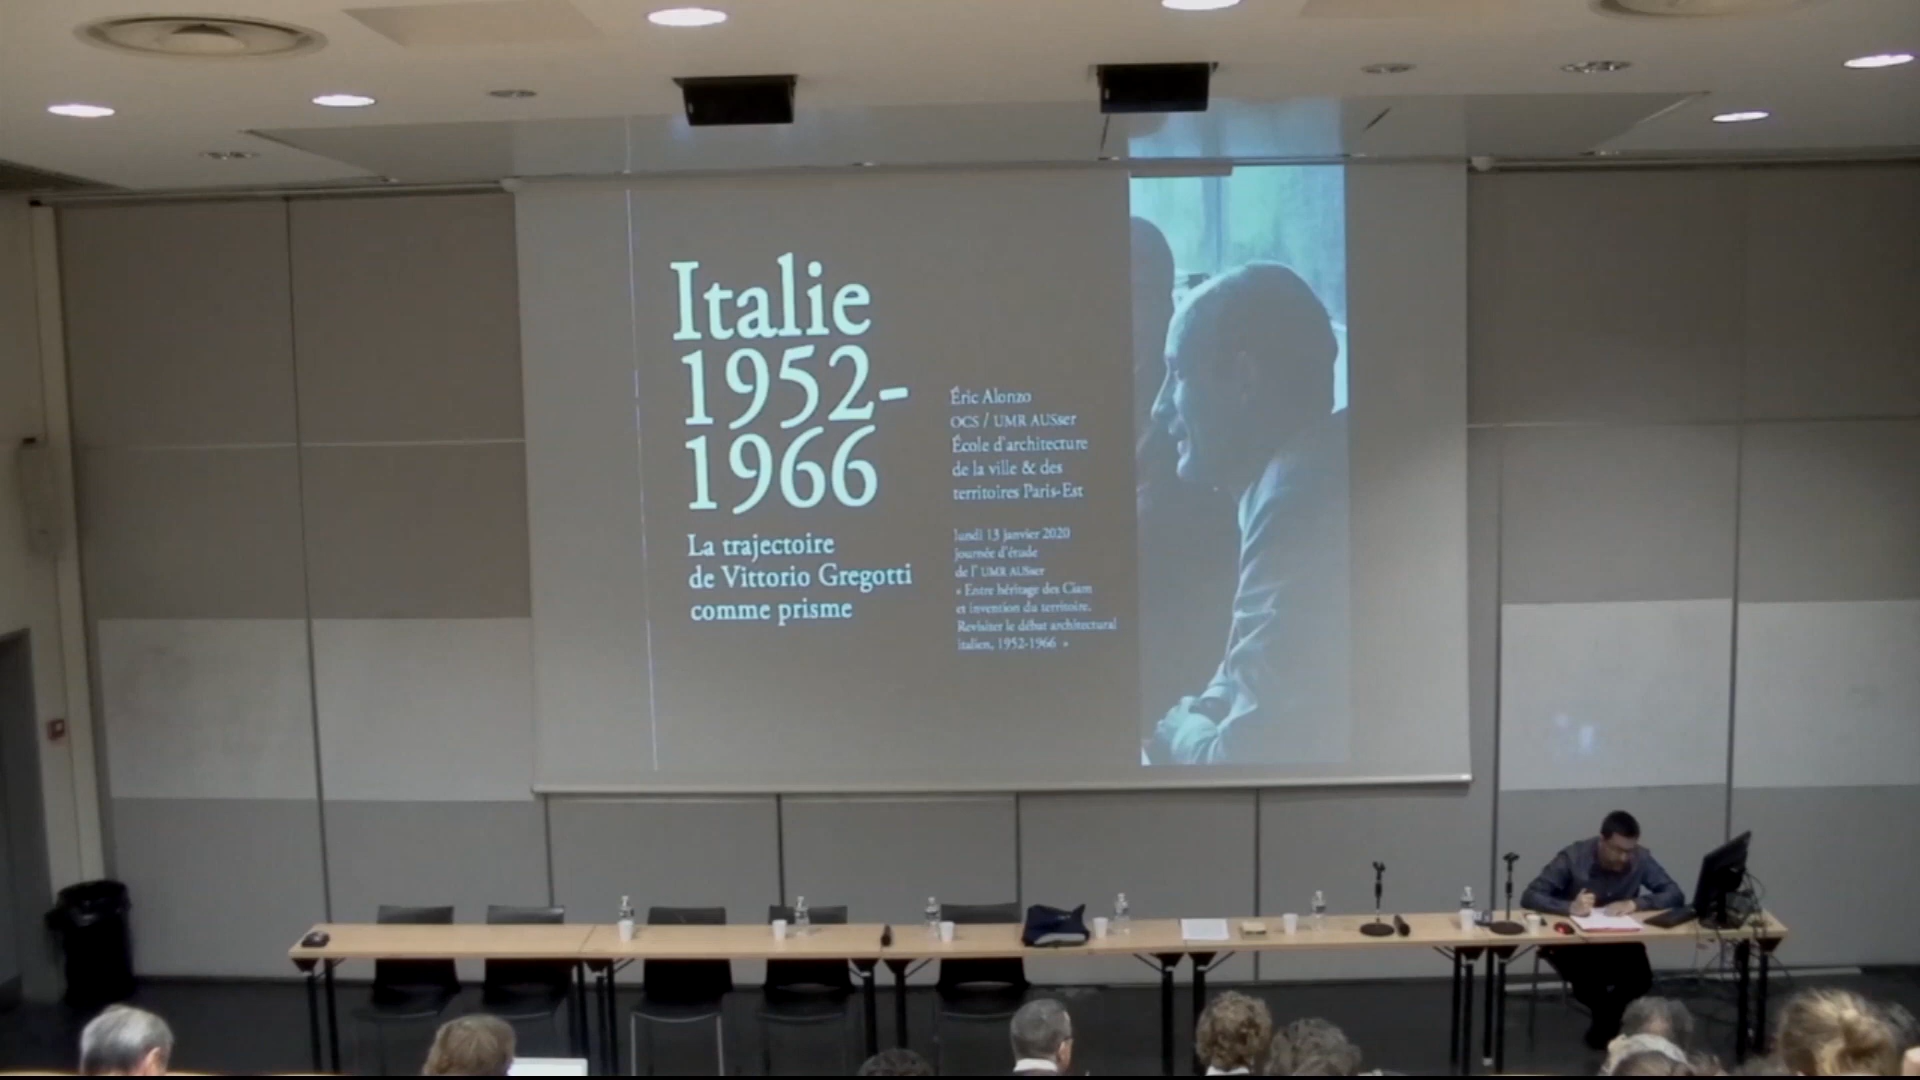 Italie
1952-
1966
La trajectoire
de Vittorio Gregotti
comme prisme
Éric Alonzo
OCS / UMR AUSser
École d'architecture
de la ville & des
territoires Paris-Est
lundi 13 janvier 2020
journée d'étude
de l' UMR AUSser
« Entre héritage des Ciam
et invention du territoire.
Revisiter le débat architectural
italien, 1952-1966 »